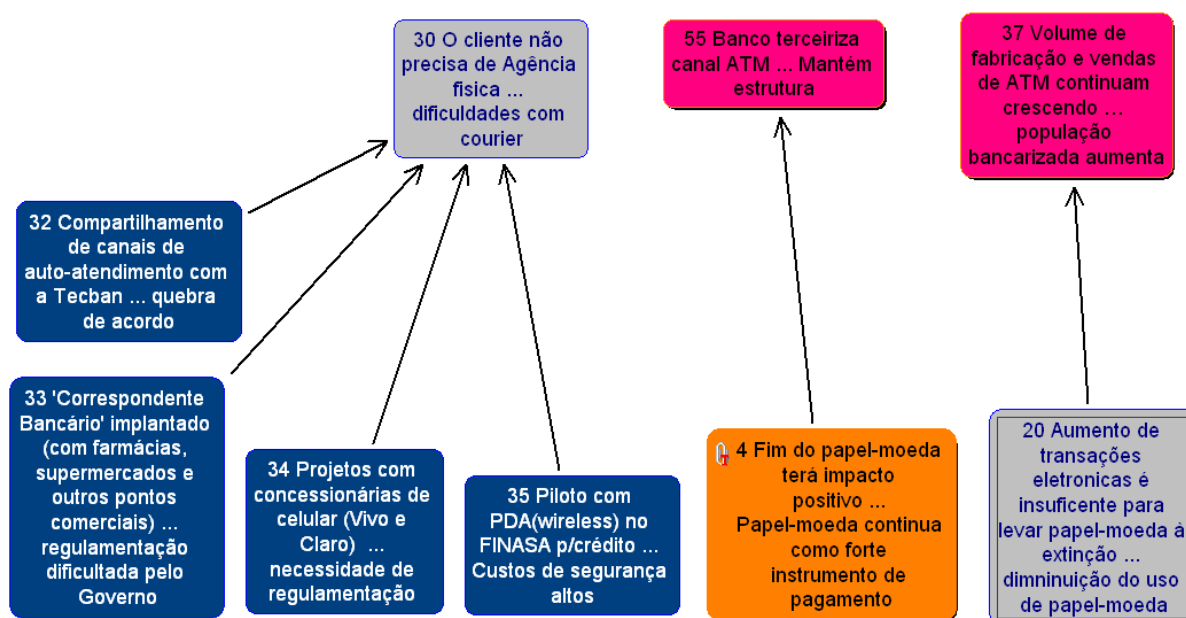 30 O cliente não
precisa de Agência
fisica ...
dificuldades com
courier
55 Banco terceiriza
canal ATM ... Mantém
estrutura
37 Volume de
fabricação e vendas
de ATM continuam
crescendo ...
população
bancarizada aumenta
32 Compartilhamento
de canais de
auto-atendimento com
a Tecban ... quebra
de acordo
33 'Correspondente
Bancário' implantado
(com farmácias,
supermercados e
outros pontos
comerciais) ...
regulamentação
dificultada pelo
Governo
34 Projetos com
concessionárias de
celular (Vivo e
Claro) ...
necessidade de
regulamentação
35 Piloto com
PDA(wireless) no
FINASA p/crédito ...
Custos de segurança
altos
4 Fim do papel-moeda
terá impacto
positivo ...
Papel-moeda continua
como forte
instrumento de
pagamento
20 Aumento de
transações
eletronicas é
insuficente para
levar papel-moeda á
extinção ...
dimninuição do uso
de papel-moeda